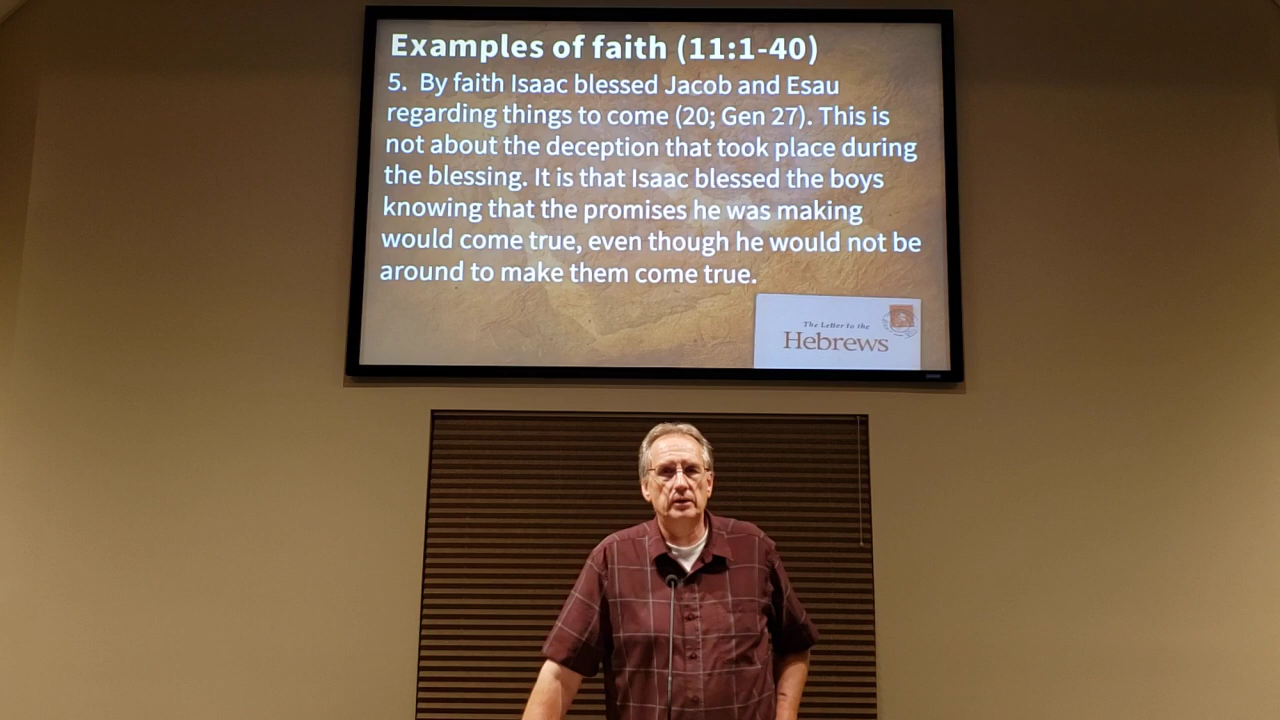 Examples of faith (11:1-40)
5. By faith Isaac blessed Jacob and Esau
regarding things to come (20; Gen 27). This is
not about the deception that took place during
the blessing. It is that Isaac blessed the boys
knowing that the promises he was making
would come true, even though he would not be
around to make them come true.
The Letter to the
Hebrews